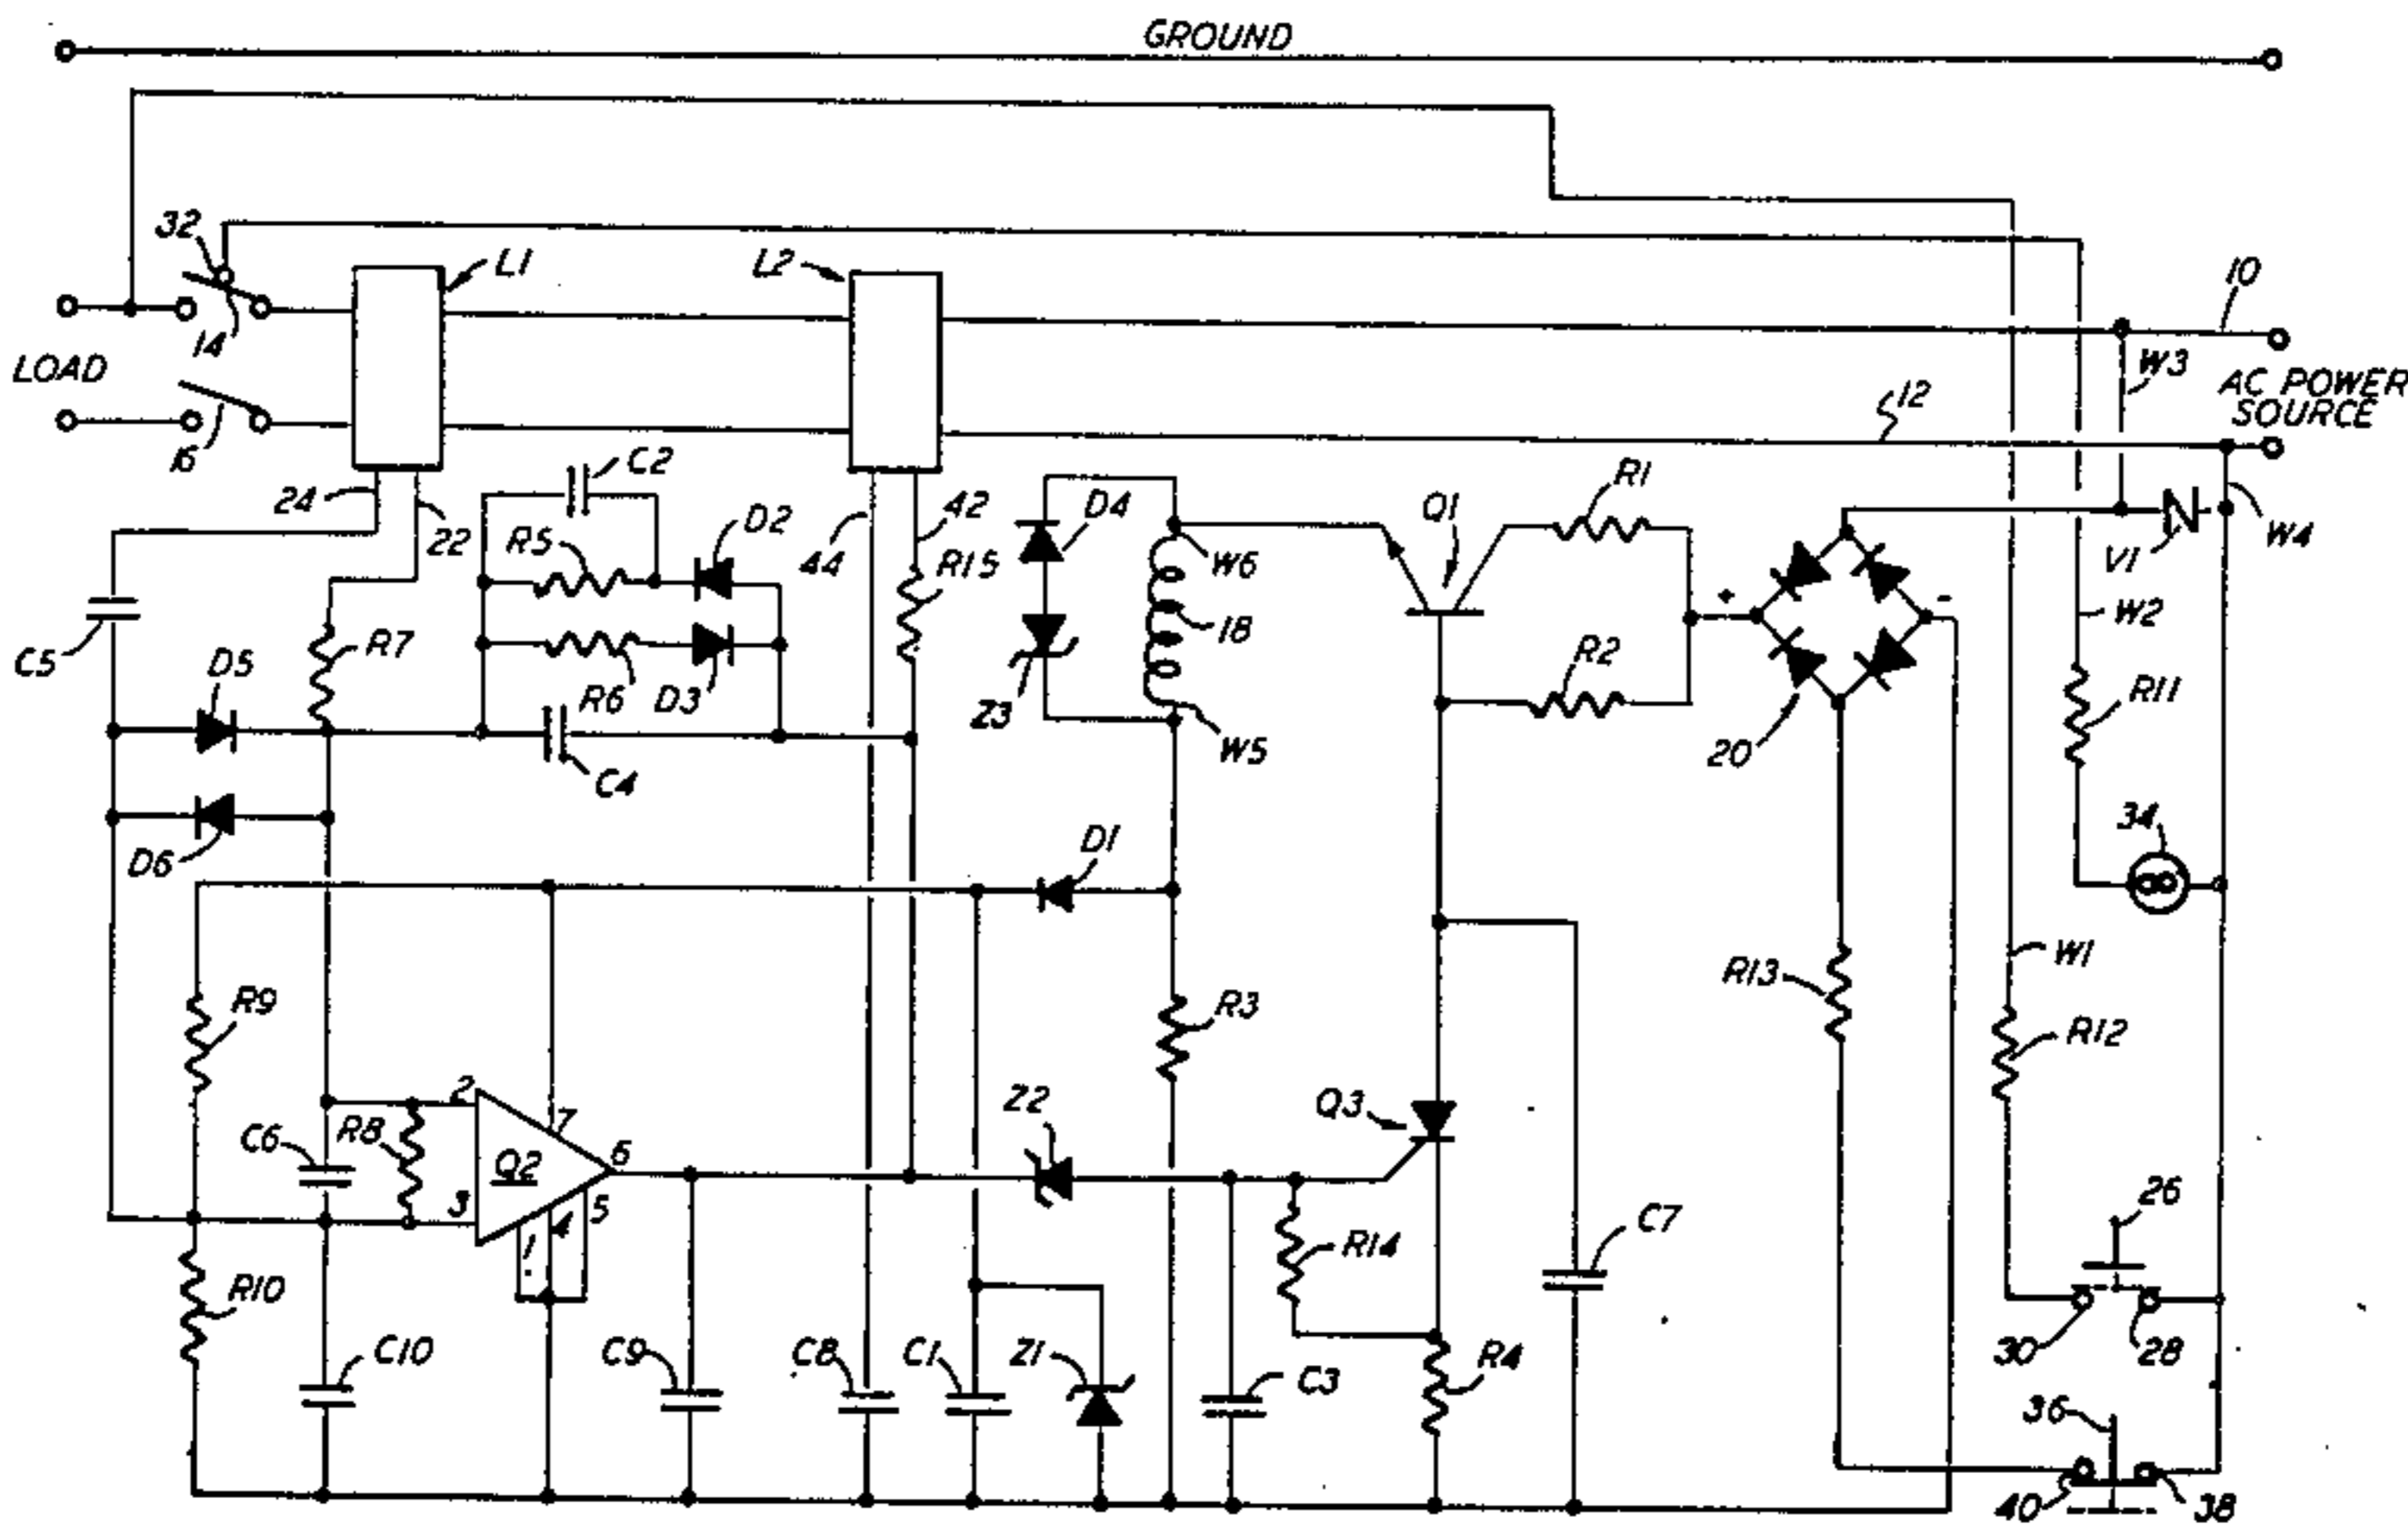 GROUND
32
L1
L2
10
14
W3
LOAD
AC POWER
SOURCE
12
16
C2
R1
24
42
D4
Q1
D2
R5
22
44
W6
W4
R15
V1
+
-
18
W2
C5
D5
R7
R6
D3
Z3
R2
R11
W5
20
C4
D6
D1
34
R9
R3
R13
W1
R12
2
7
Z2
Q3
C6
R8
Q2
6
26
3
1
4
5
R14
C7
R10
C10
C9
C8
C1
Z1
C3
R4
30
28
36
40
38